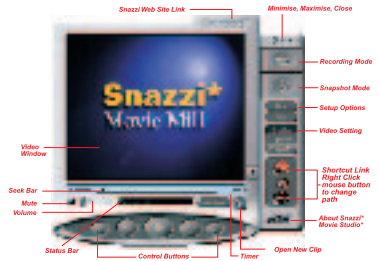 Snazzi Web Site Link
Minimise, Maximise, Close
Recording Mode
Snapshot Mode
Setup Options
Video Setting
Snazzi*
Movie Mill
Video
Window
Shortcut Link
Right Click
mouse button
to change
path
Seek Bar
Mute
Volume
About Snazzi*
Movie Studio*
Status Bar
Control Buttons
Timer
Open New Clip